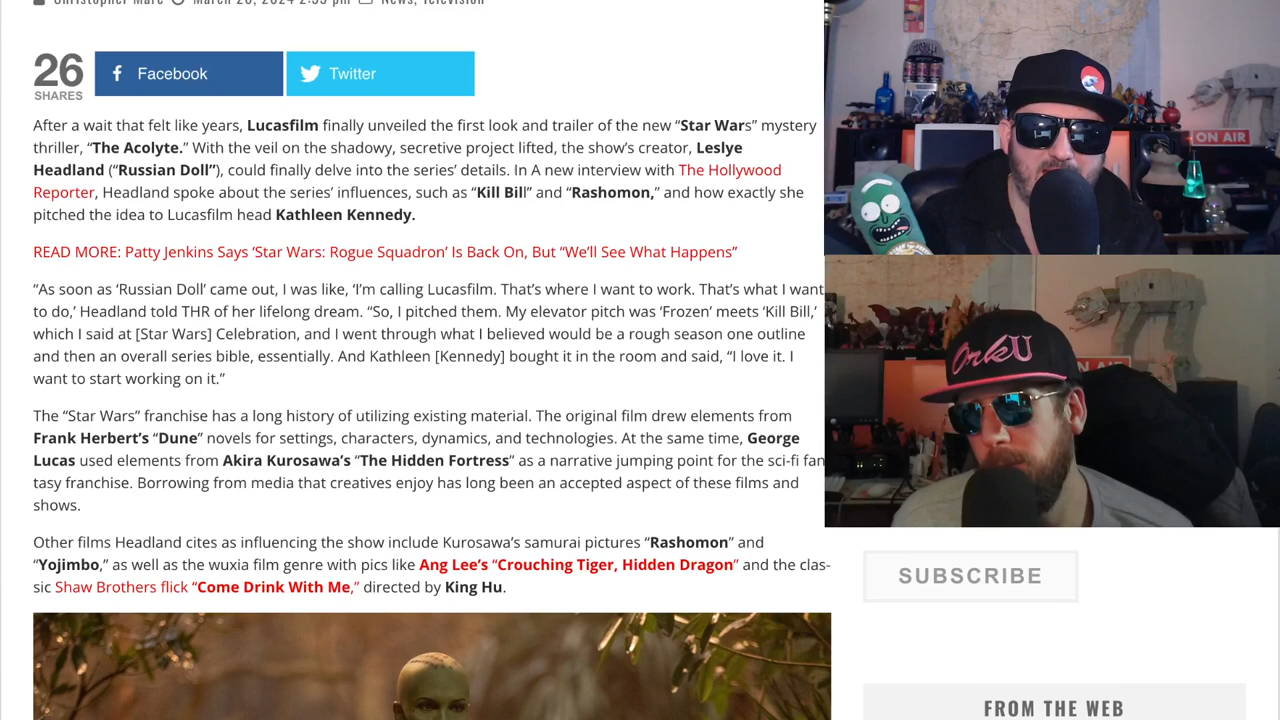 Christopher Marc March 20, 2024 2:55 pm News, Television
26
SHARES
Facebook
Twitter
After a wait that felt like years, Lucasfilm finally unveiled the first look and trailer of the new “Star Wars” mystery
thriller, “The Acolyte.” With the veil on the shadowy, secretive project lifted, the show’s creator, Leslye
Headland (“Russian Doll”), could finally delve into the series’ details. In A new interview with The Hollywood
Reporter, Headland spoke about the series’ influences, such as “Kill Bill” and “Rashomon,” and how exactly she
pitched the idea to Lucasfilm head Kathleen Kennedy.
READ MORE: Patty Jenkins Says ‘Star Wars: Rogue Squadron’ Is Back On, But “We’ll See What Happens”
“As soon as ‘Russian Doll’ came out, I was like, ‘I’m calling Lucasfilm. That’s where I want to work. That’s what I want
to do,’ Headland told THR of her lifelong dream. “So, I pitched them. My elevator pitch was ‘Frozen’ meets ‘Kill Bill,’
which I said at [Star Wars] Celebration, and I went through what I believed would be a rough season one outline
and then an overall series bible, essentially. And Kathleen [Kennedy] bought it in the room and said, “I love it. I
want to start working on it.”
The “Star Wars” franchise has a long history of utilizing existing material. The original film drew elements from
Frank Herbert’s “Dune” novels for settings, characters, dynamics, and technologies. At the same time, George
Lucas used elements from Akira Kurosawa’s “The Hidden Fortress” as a narrative jumping point for the sci-fi fan
tasy franchise. Borrowing from media that creatives enjoy has long been an accepted aspect of these films and
shows.
Other films Headland cites as influencing the show include Kurosawa’s samurai pictures “Rashomon” and
“Yojimbo,” as well as the wuxia film genre with pics like Ang Lee’s “Crouching Tiger, Hidden Dragon” and the clas-
sic Shaw Brothers flick “Come Drink With Me,” directed by King Hu.
ON AIR
OrkU
N AIR
SUBSCRIBE
FROM THE WEB